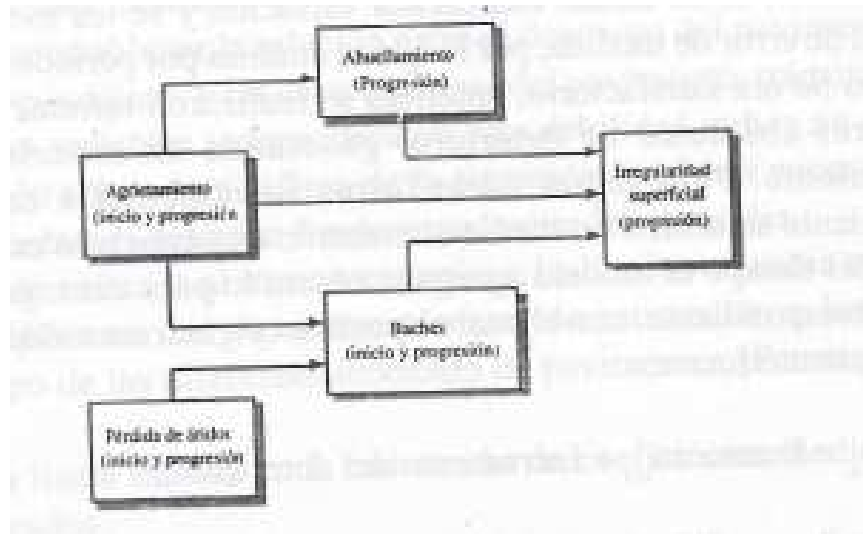 Ahuellamiento
(Progresión)
Agrietamiento
(inicio y progresión
Irregularidad
superficial
(progresión)
Baches
(inicio y progresión)
Pérdida de áridos
(inicio y progresión